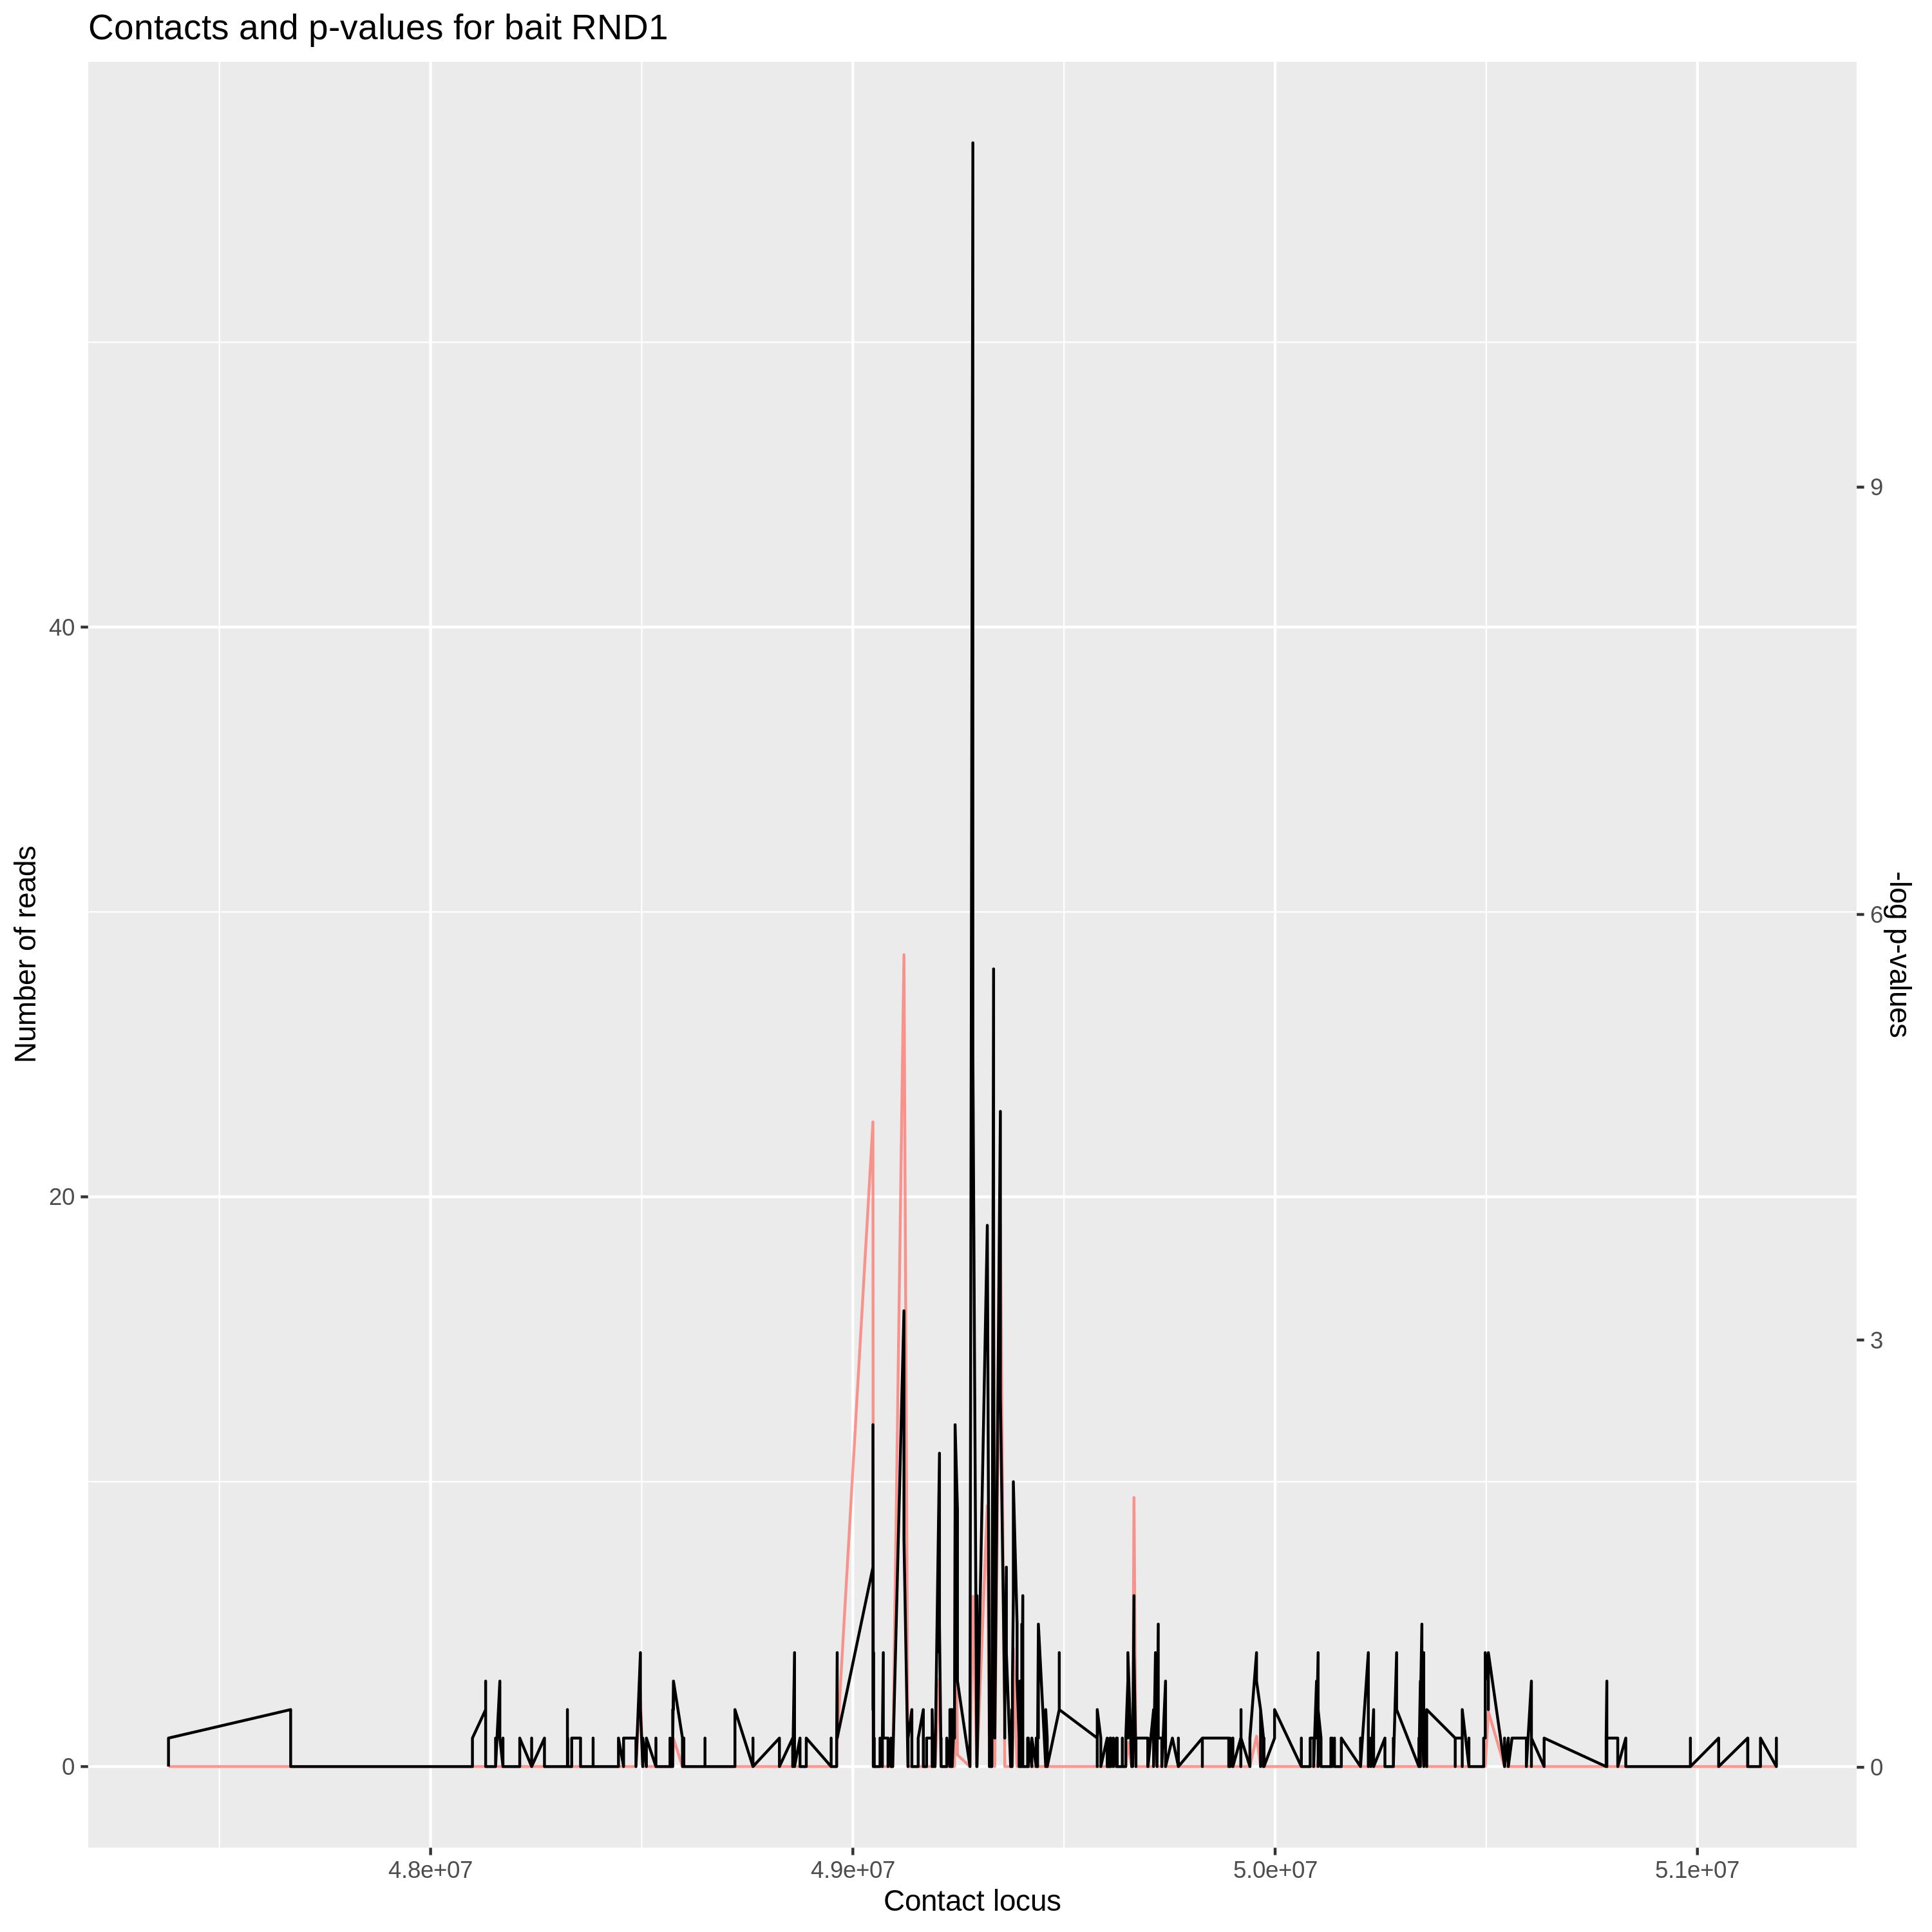 Contacts and p-values for bait RND1
Number of reads
40
20
0
9
6
3
0
-log p-values
4.8e+07
4.9e+07
5.0e+07
5.1e+07
Contact locus